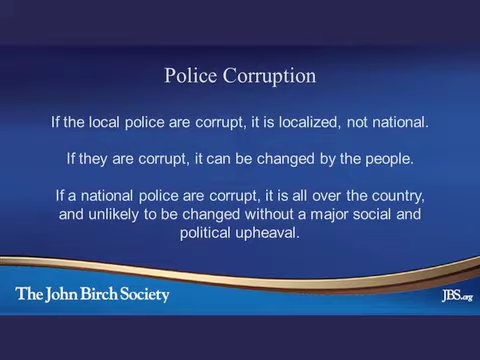 Police Corruption
If the local police are corrupt, it is localized, not national.
If they are corrupt, it can be changed by the people.
If a national police are corrupt, it is all over the country,
and unlikely to be changed without a major social and
political upheaval.
The John Birch Society
JBS.org